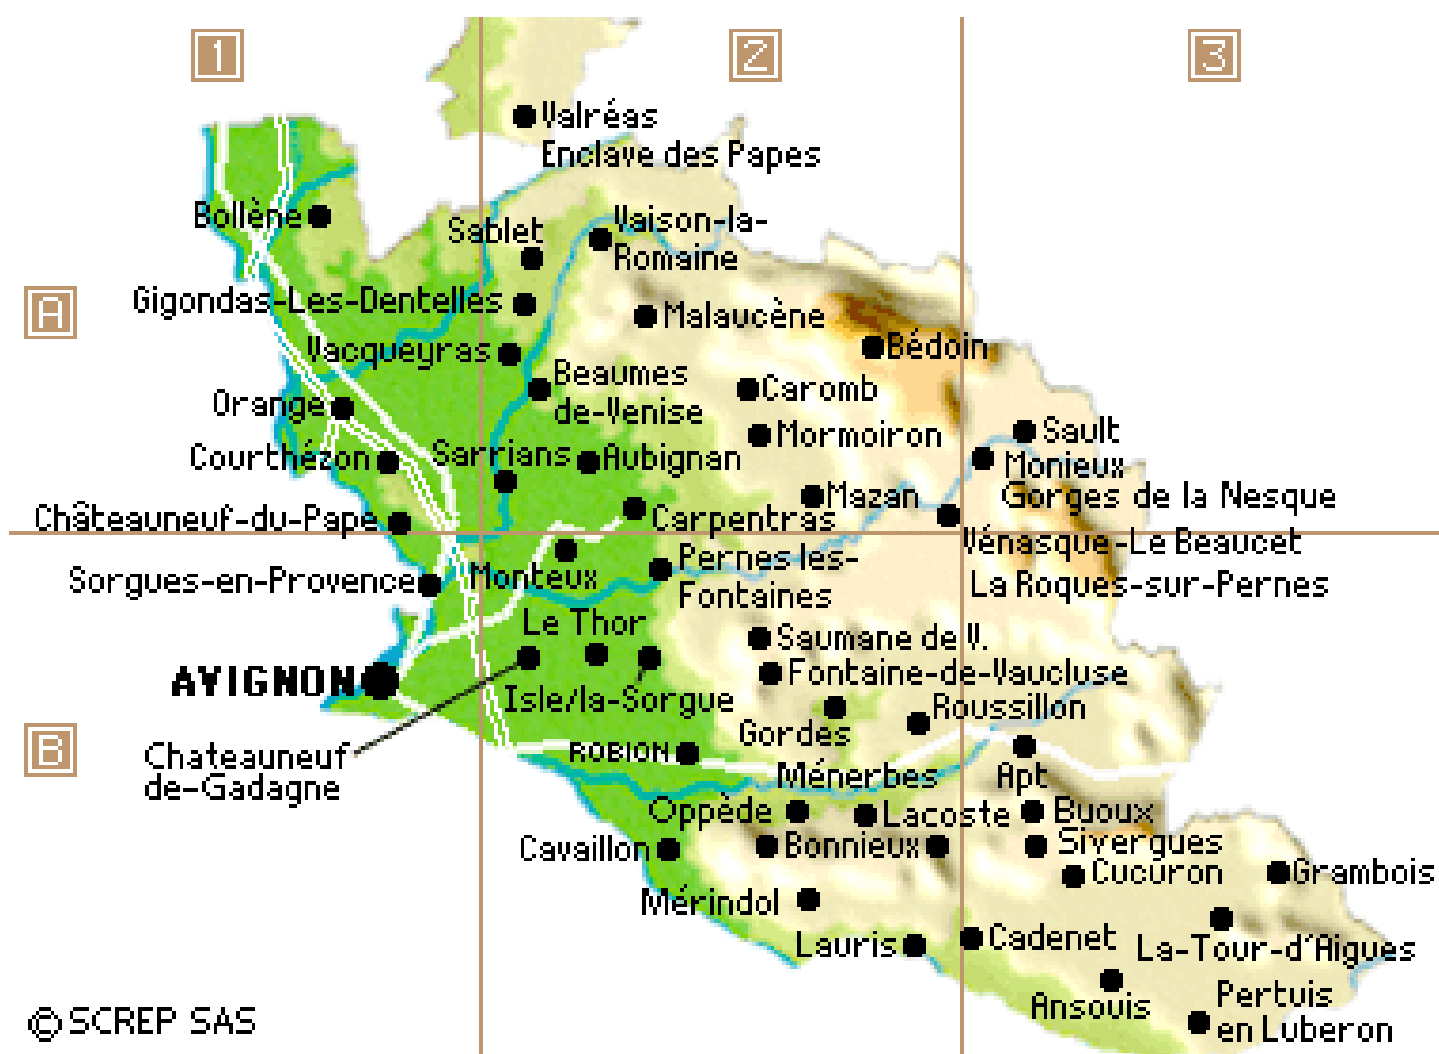 1
2
3
Valréas
Enclave des Papes
Bollène
Sablet
Vaison-la-
Romaine
A
Gigondas-Les-Dentelles
Malaucène
Vacqueyras
Bédoin
Beaumes
de-Venise
Caromb
Orange
Mormoiron
Sault
Courthézon
Sarrians
Aubignan
Monieux
Gorges de la Nesque
Mazan
Châteauneuf-du-Pape
Carpentras
Vénasque-Le Beaucet
La Roques-sur-Pernes
Sorgues-en-Provence
Monteux
Pernes-les-
Fontaines
Le Thor
Saumane de V.
Fontaine-de-Vaucluse
AVIGNON
Isle/la-Sorgue
Roussillon
Gordes
B
Chateauneuf
de-Gadagne
ROBION
Ménerbes
Apt
Oppède
Lacoste
Buoux
Cavaillon
Bonnieux
Sivergues
Cucuron
Grambois
Mérindol
Lauris
Cadenet
La-Tour-d'Aigues
Ansouis
Pertuis
en Luberon
© SCREP SAS